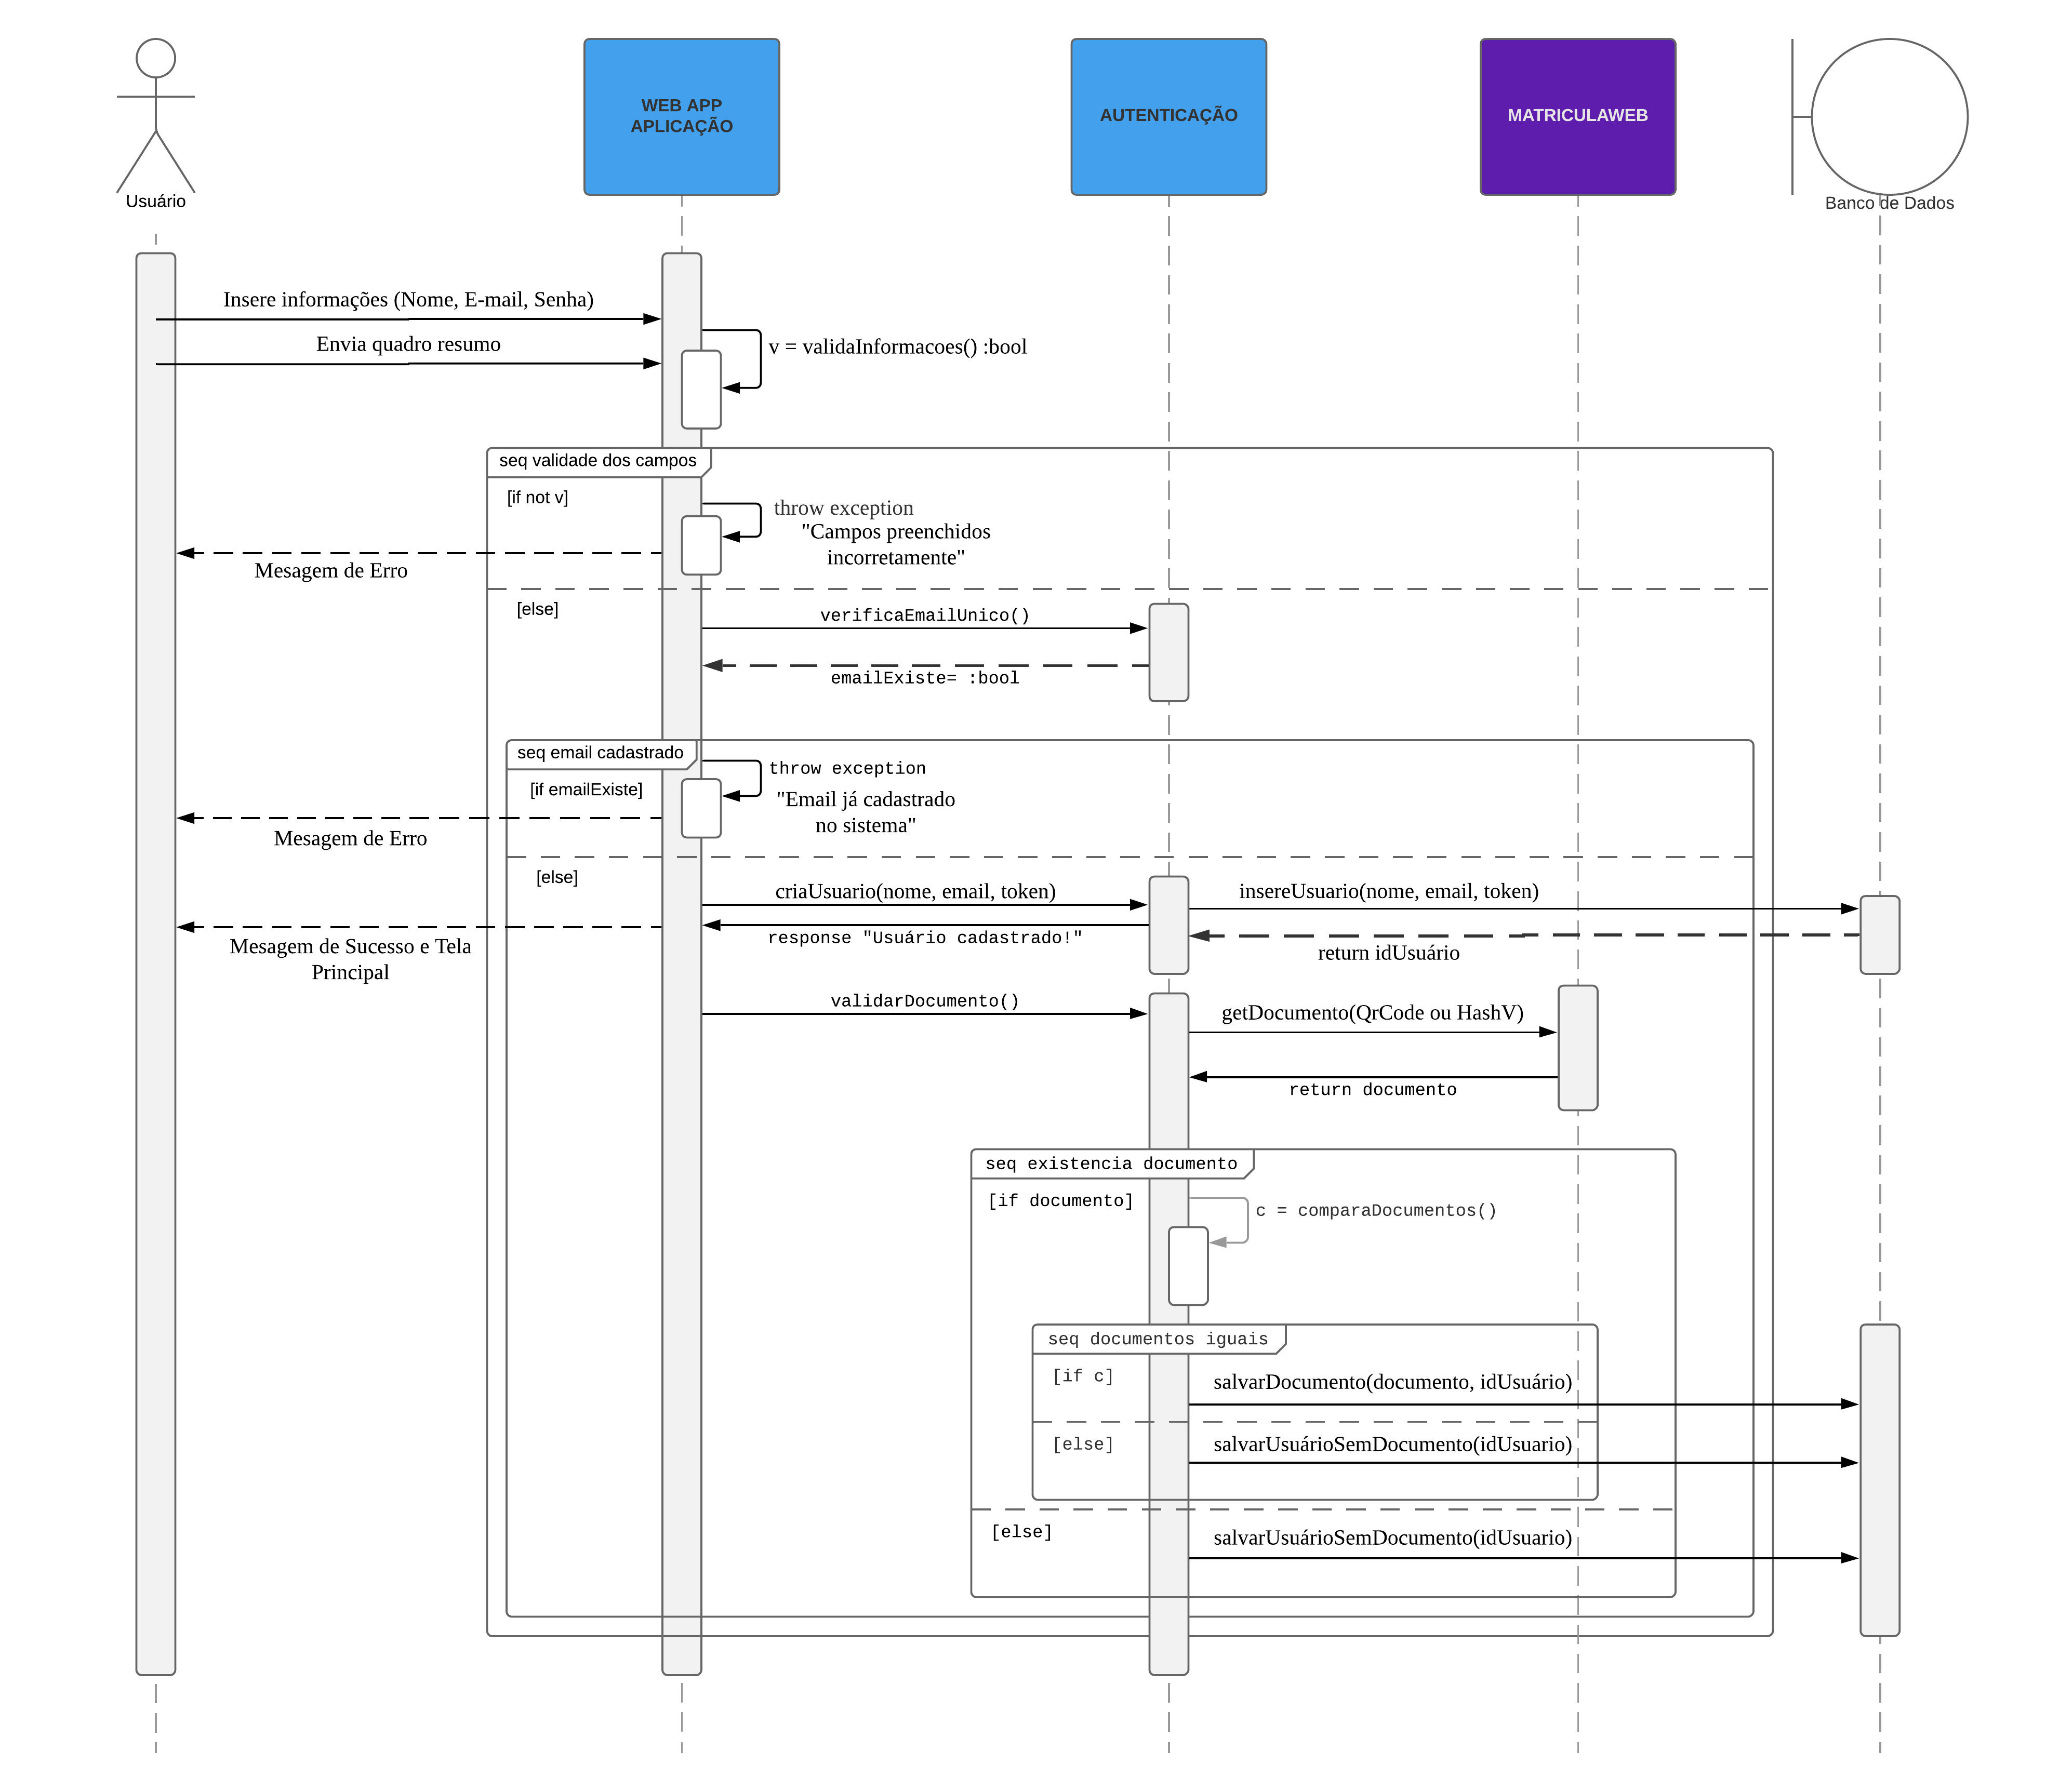 Usuário
WEB APP
APLICAÇÃO
AUTENTICAÇÃO
MATRICULAWEB
Banco de Dados
Insere informações (Nome, E-mail, Senha)
Envia quadro resumo
v = validaInformacoes() :bool
seq validade dos campos
[if not v]
throw exception
"Campos preenchidos
incorretamente"
Mesagem de Erro
[else]
verificaEmailUnico()
emailExiste= :bool
seq email cadastrado
[if emailExiste]
throw exception
"Email já cadastrado
no sistema"
Mesagem de Erro
[else]
criaUsuario(nome, email, token)
insereUsuario(nome, email, token)
response "Usuário cadastrado!"
return idUsuário
Mesagem de Sucesso e Tela
Principal
validarDocumento()
getDocumento(QrCode ou HashV)
return documento
seq existencia documento
[if documento]
c = comparaDocumentos()
seq documentos iguais
[if c]
salvarDocumento(documento, idUsuário)
[else]
salvarUsuárioSemDocumento(idUsuario)
[else]
salvarUsuárioSemDocumento(idUsuario)